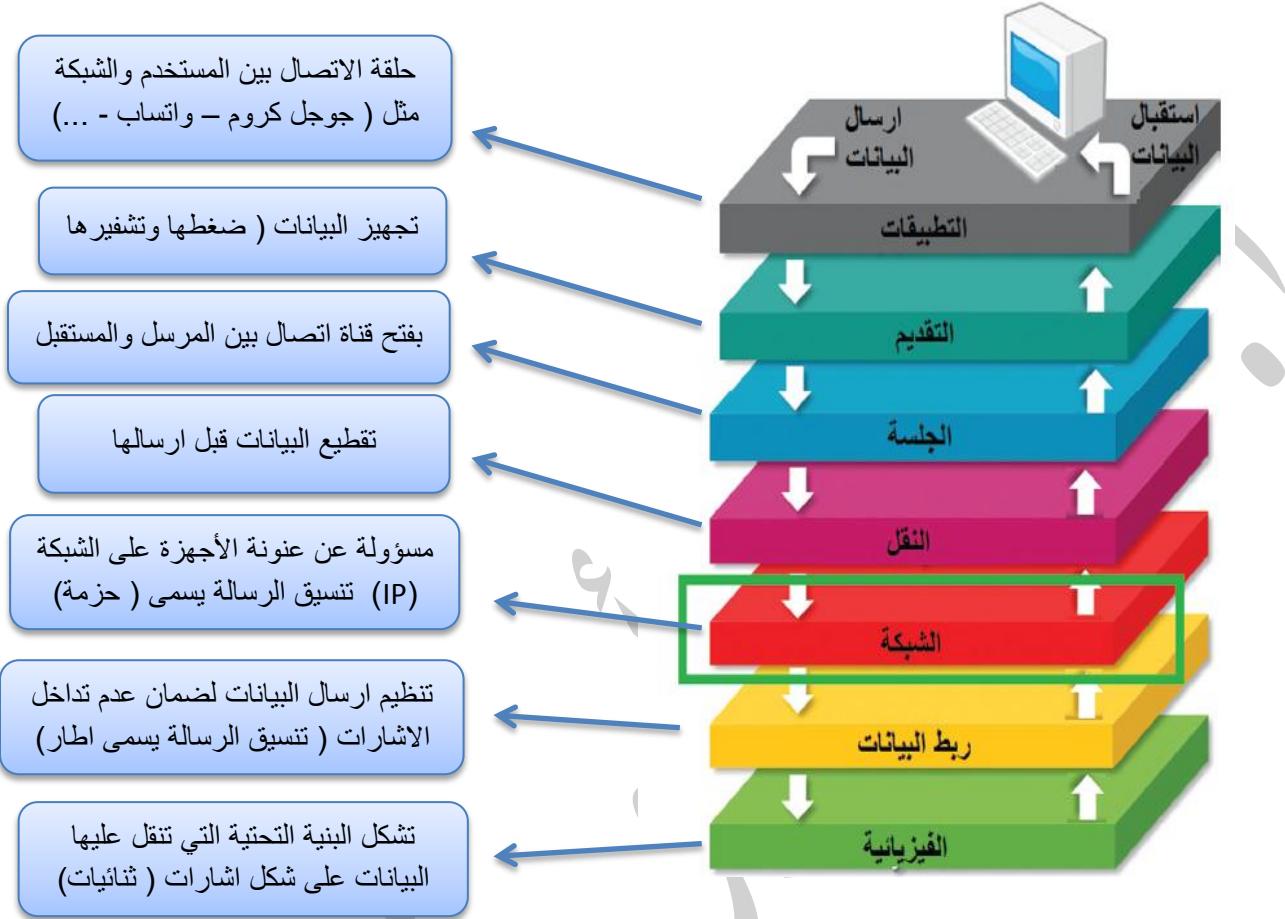 حلقة الاتصال بين المستخدم والشبكة
مثل ( جوجل كروم – واتساب - ...)
ارسال
البيانات
استقبال
البيانات
التطبيقات
تجهيز البيانات ( ضغطها وتشفيرها
التقديم
بفتح قناة اتصال بين المرسل والمستقبل
الجلسة
تقطيع البيانات قبل ارسالها
النقل
مسؤولة عن عنونة الأجهزة على الشبكة
(IP) تنسيق الرسالة يسمى ( حزمة)
الشبكة
تنظيم ارسال البيانات لضمان عدم تداخل
الاشارات ( تنسيق الرسالة يسمى اطار)
ربط البيانات
تشكل البنية التحتية التي تنقل عليها
البيانات على شكل اشارات ( ثنائيات)
الفيزيائية